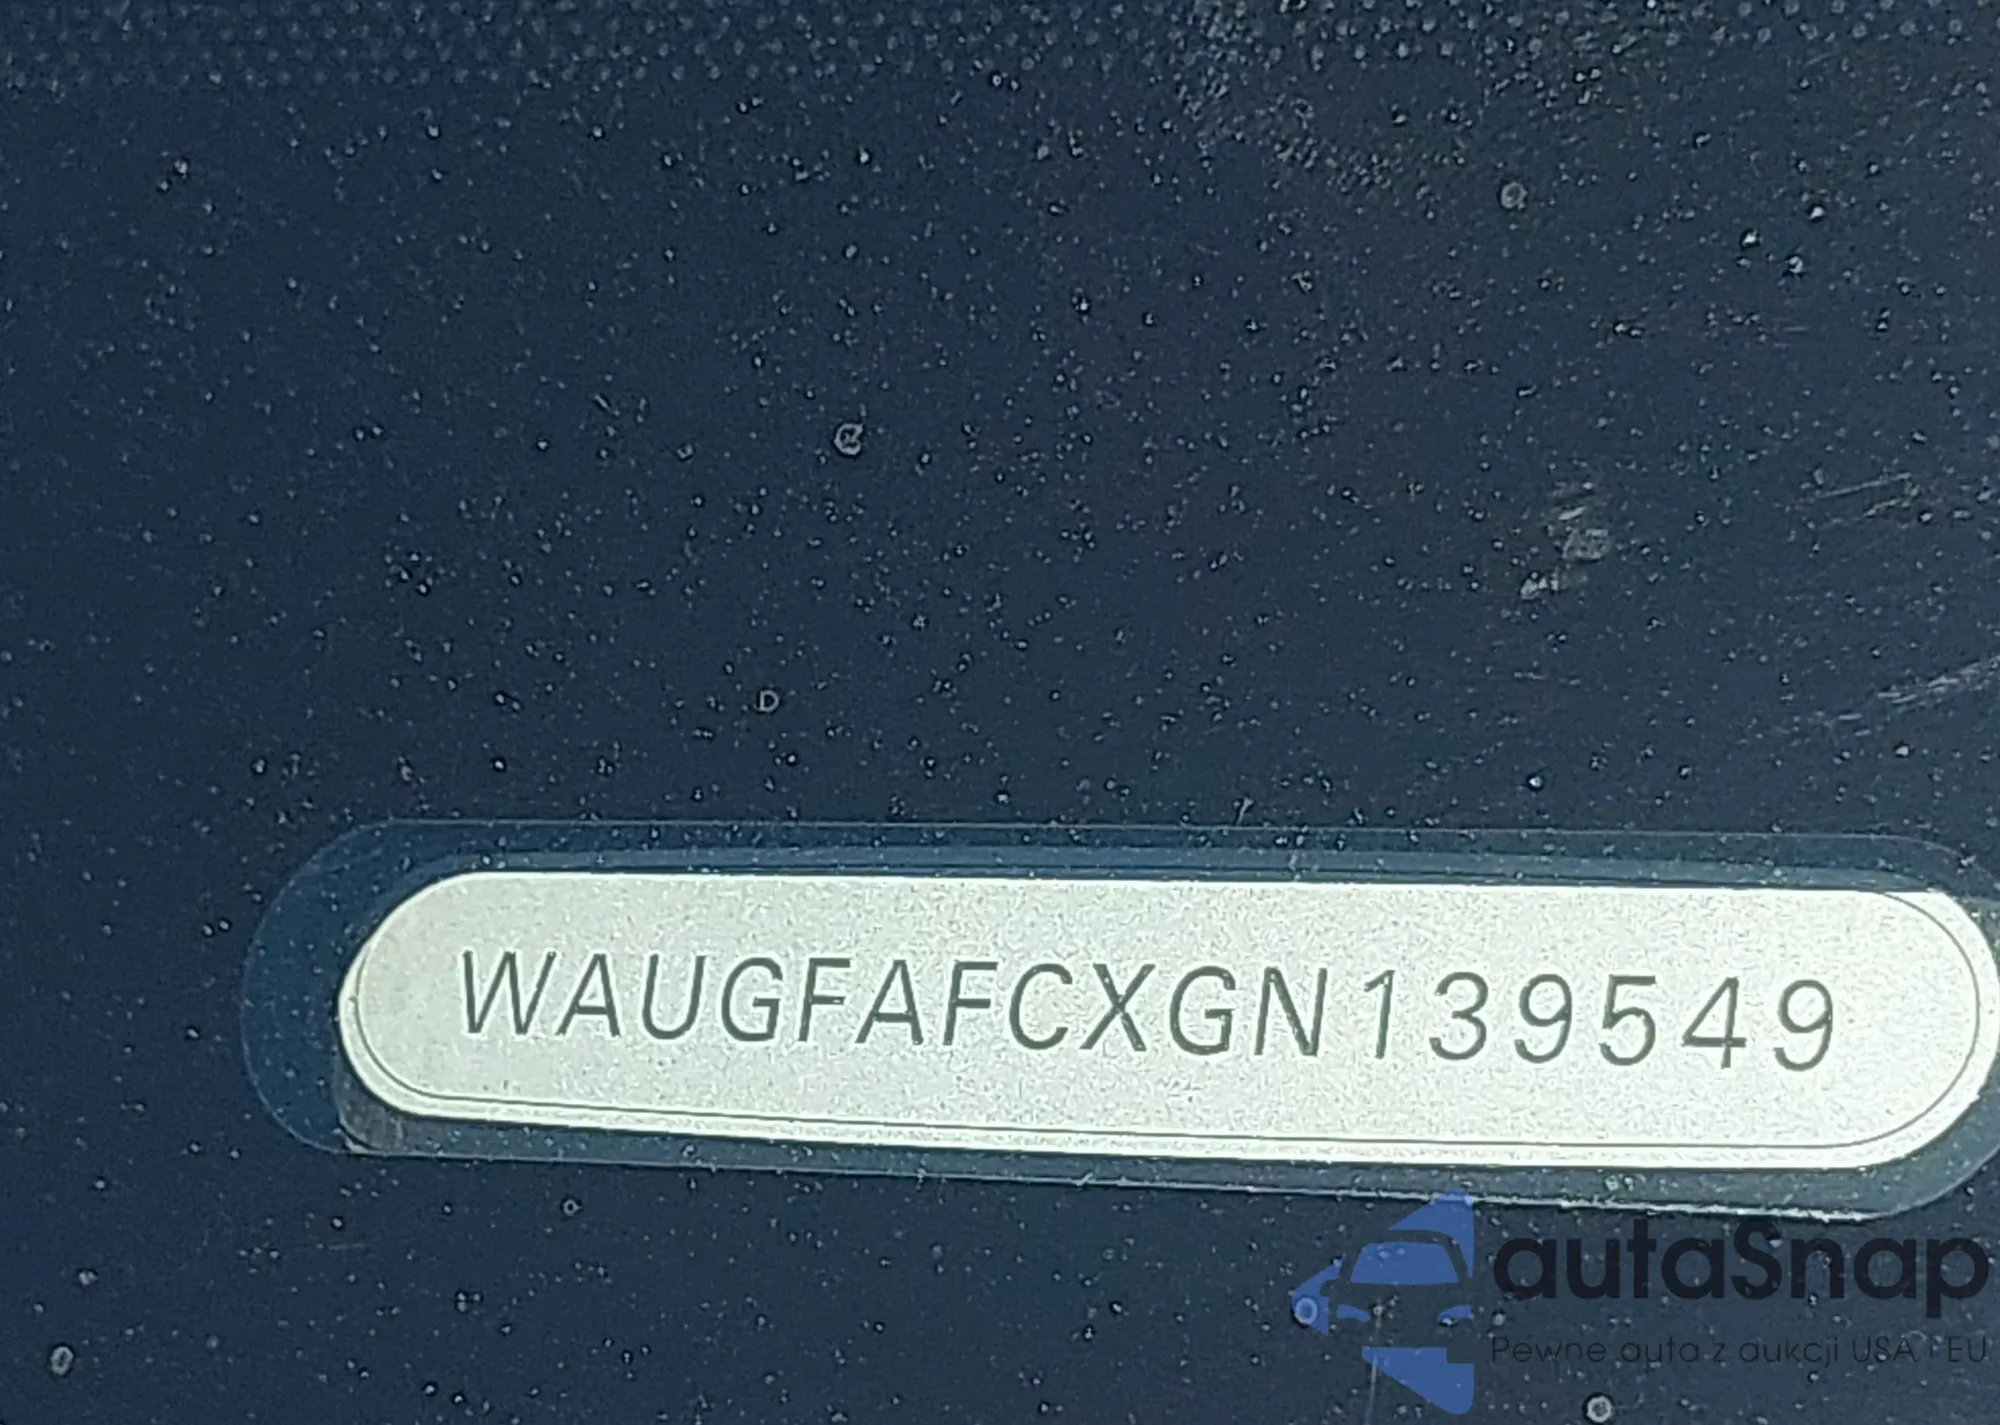 WAUGFAFCXGN139549
autaSnap
Pewne auta z aukcji USA i EU